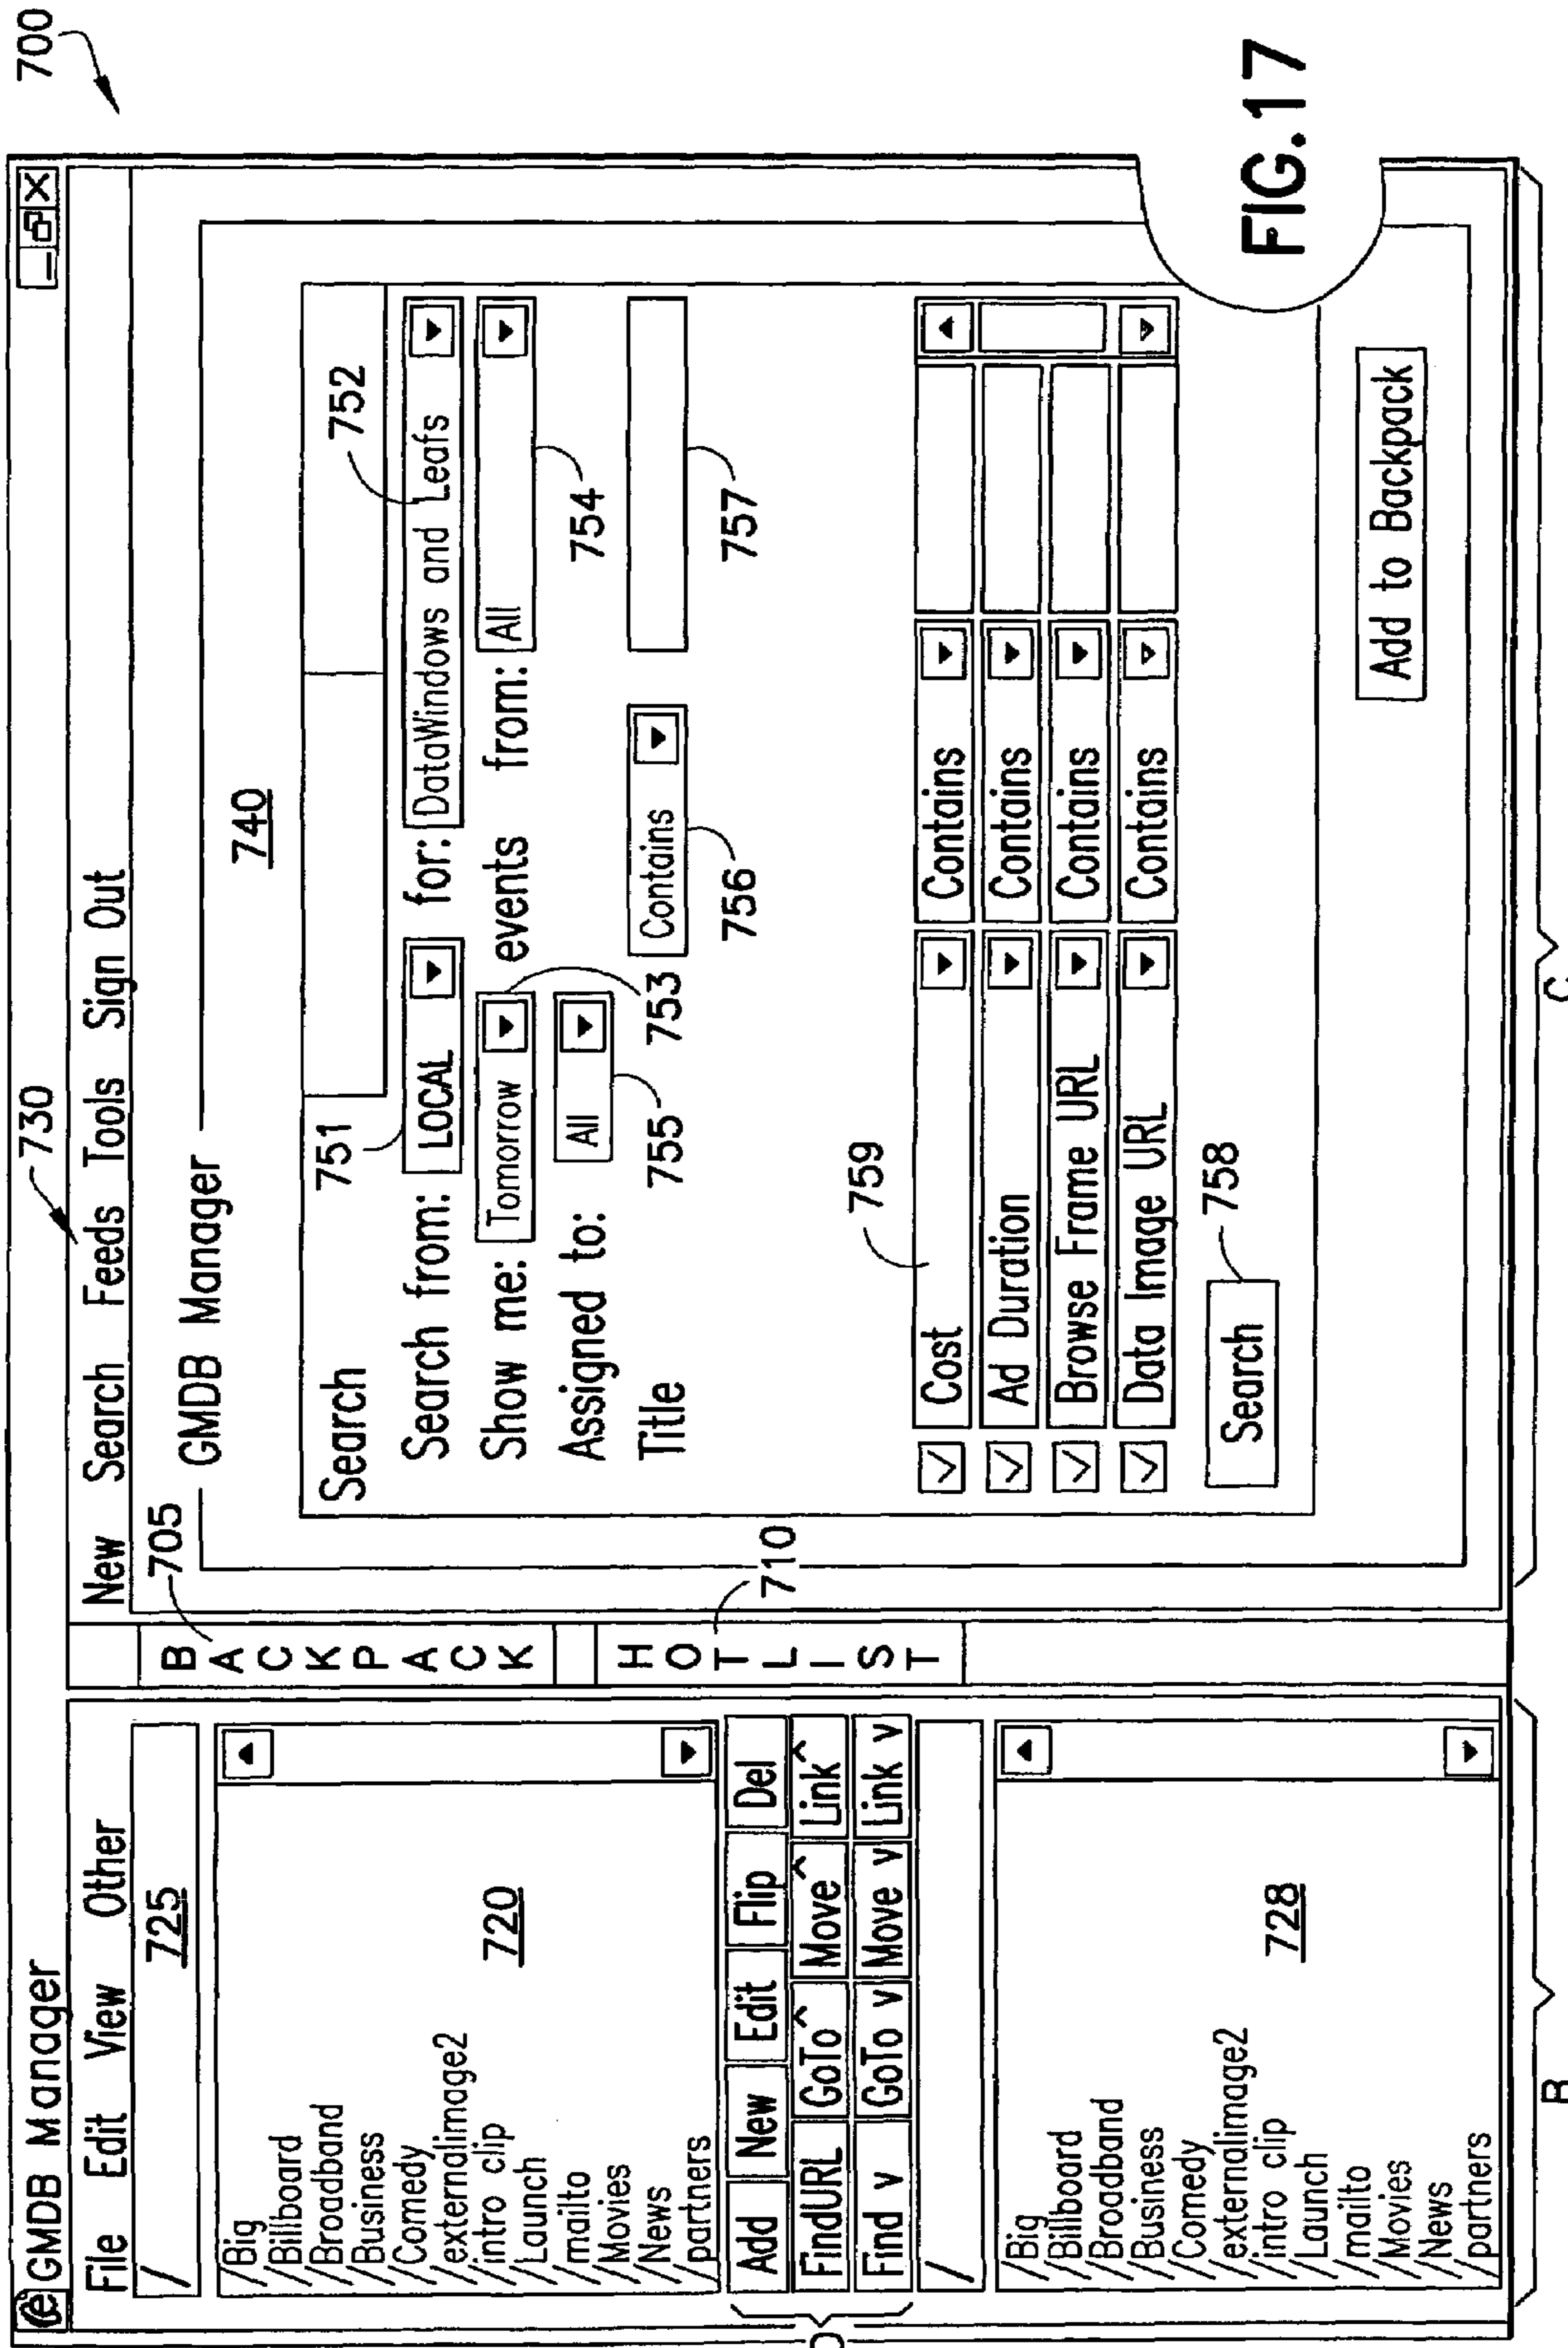 700
GMDB Manager
File Edit View Other
725
/
/Big
/Billboard
/Broadband
/Business
/Comedy
/externalimage2
/intro clip
/Launch
/mailto
/Movies
/News
/partners
720
Add New Edit Flip Del
FindURL GoTo^ Move^ Link^
Find v GoTo v Move v Link v
D
/
/Big
/Billboard
/Broadband
/Business
/Comedy
/externalimage2
/intro clip
/Launch
/mailto
/Movies
/News
/partners
728
B
BACKPACK
705
HOTLIST
710
730
New Search Feeds Tools Sign Out
GMDB Manager
740
Search
751
752
Search from: LOCAL for: DataWindows and Leafs
Show me: Tomorrow events from: All
753
754
Assigned to: All
755
Title Contains
756
757
759
Cost Contains
Ad Duration Contains
Browse Frame URL Contains
Data Image URL Contains
Search
758
Add to Backpack
C
FIG.17